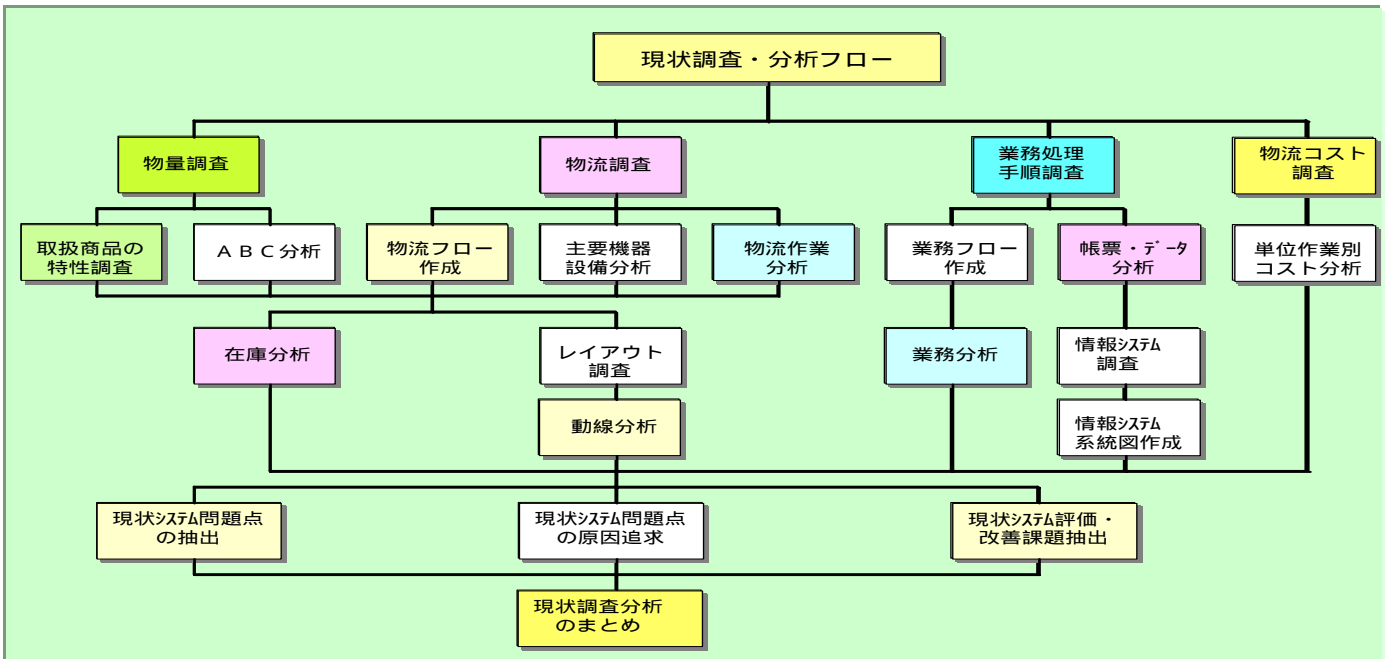 現状調査・分析フロー
物量調査
物流調査
業務処理
手順調査
物流コスト
調査
取扱商品の
特性調査
ＡＢＣ分析
物流フロー
作成
主要機器
設備分析
物流作業
分析
業務フロー
作成
帳票・ﾃﾞｰﾀ
分析
単位作業別
コスト分析
在庫分析
レイアウト
調査
業務分析
情報ｼｽﾃﾑ
調査
動線分析
情報ｼｽﾃﾑ
系統図作成
現状ｼｽﾃﾑ問題点
の抽出
現状ｼｽﾃﾑ問題点
の原因追求
現状ｼｽﾃﾑ評価・
改善課題抽出
現状調査分析
のまとめ